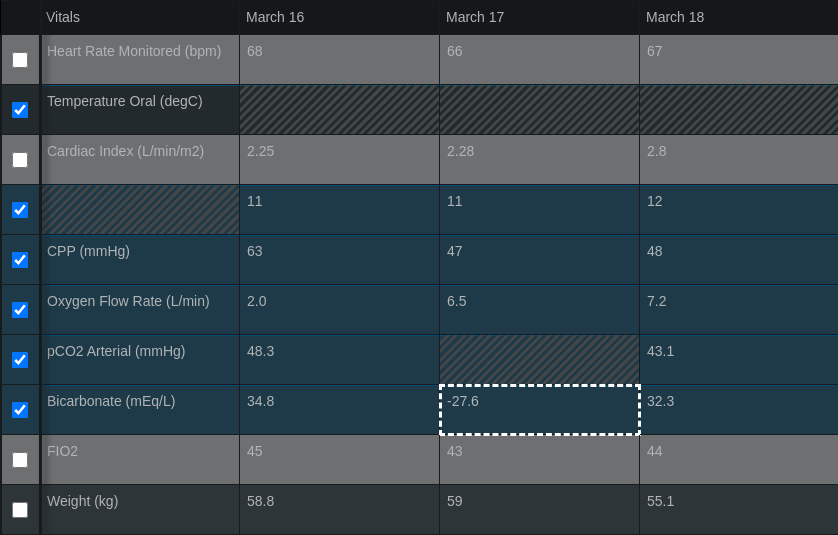 Vitals March 16 March 17 March 18
Heart Rate Monitored (bpm) 68 66 67
Temperature Oral (degC)
Cardiac Index (L/min/m2) 2.25 2.28 2.8
11 11 12
CPP (mmHg) 63 47 48
Oxygen Flow Rate (L/min) 2.0 6.5 7.2
pCO2 Arterial (mmHg) 48.3 43.1
Bicarbonate (mEq/L) 34.8 -27.6 32.3
FIO2 45 43 44
Weight (kg) 58.8 59 55.1